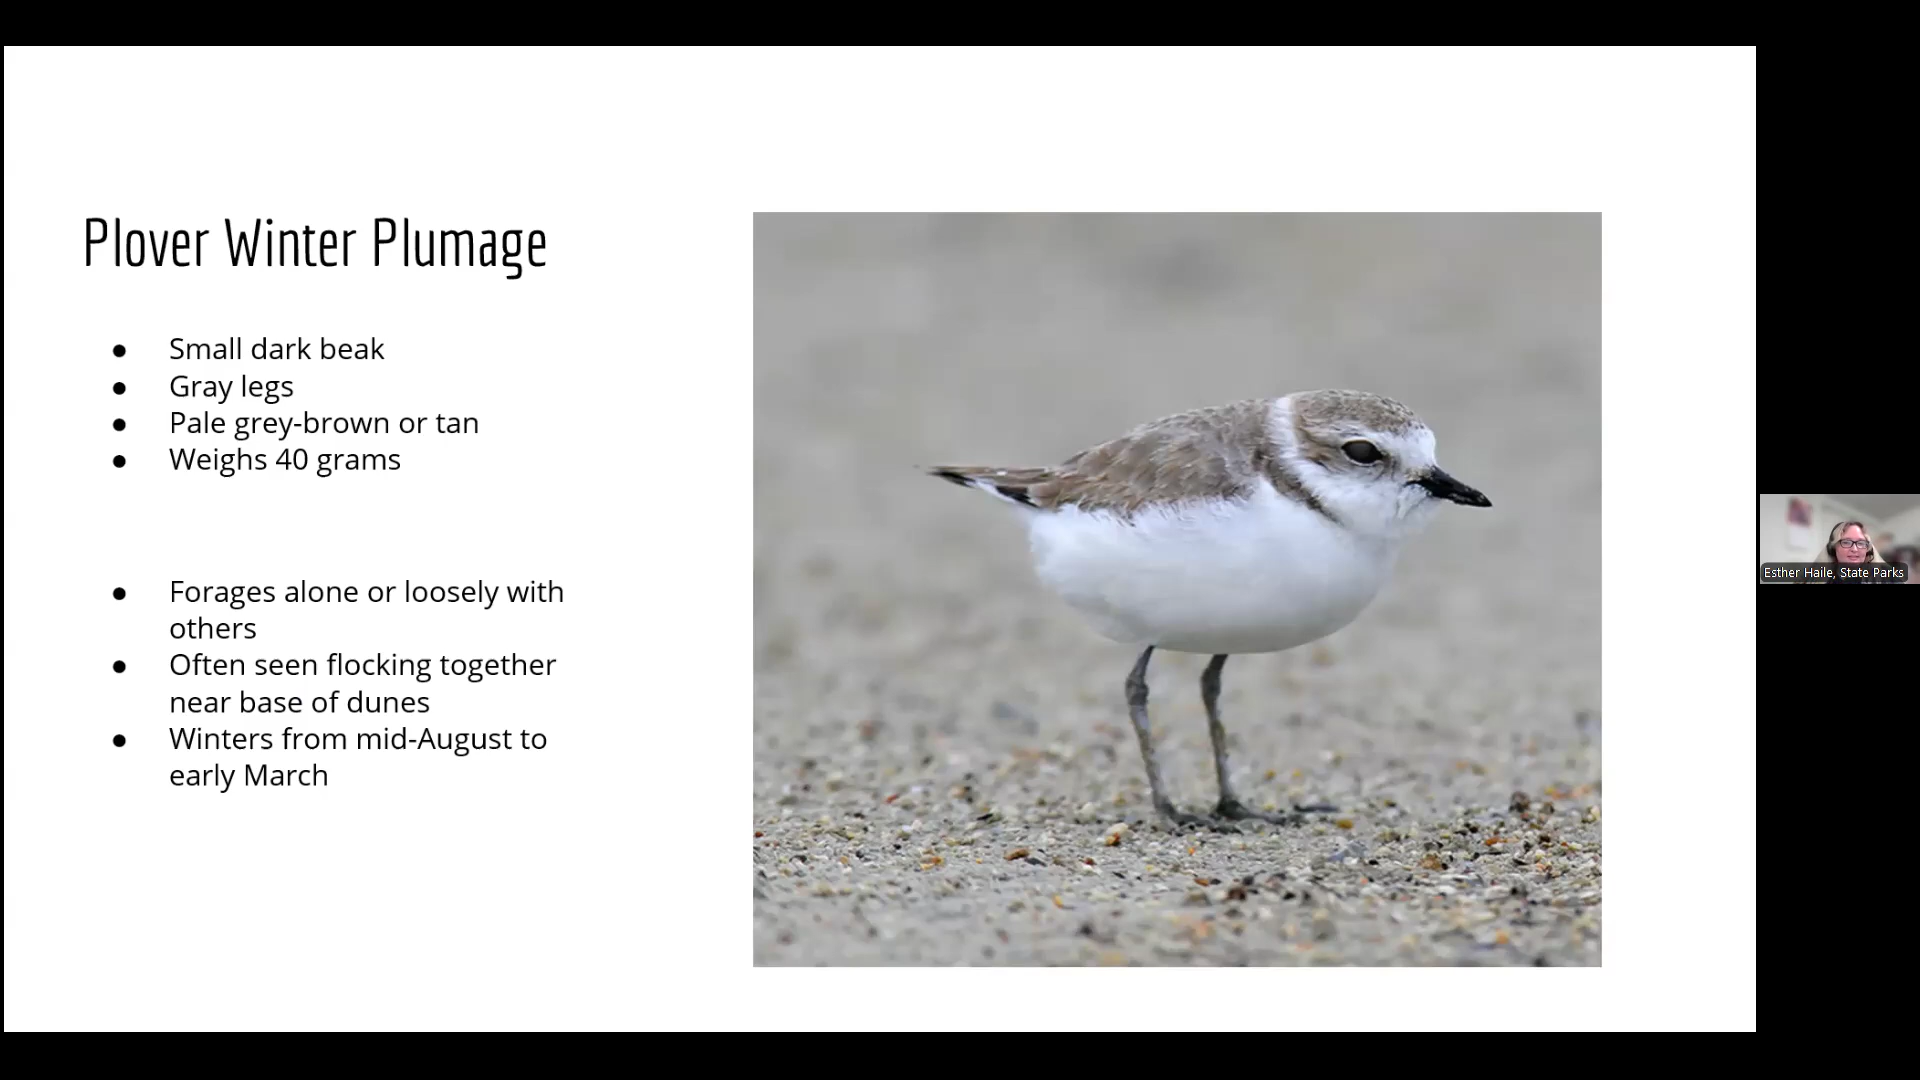 Plover Winter Plumage
● Small dark beak
● Gray legs
● Pale grey-brown or tan
● Weighs 40 grams
● Forages alone or loosely with
others
● Often seen flocking together
near base of dunes
● Winters from mid-August to
early March
Esther Haile, State Parks